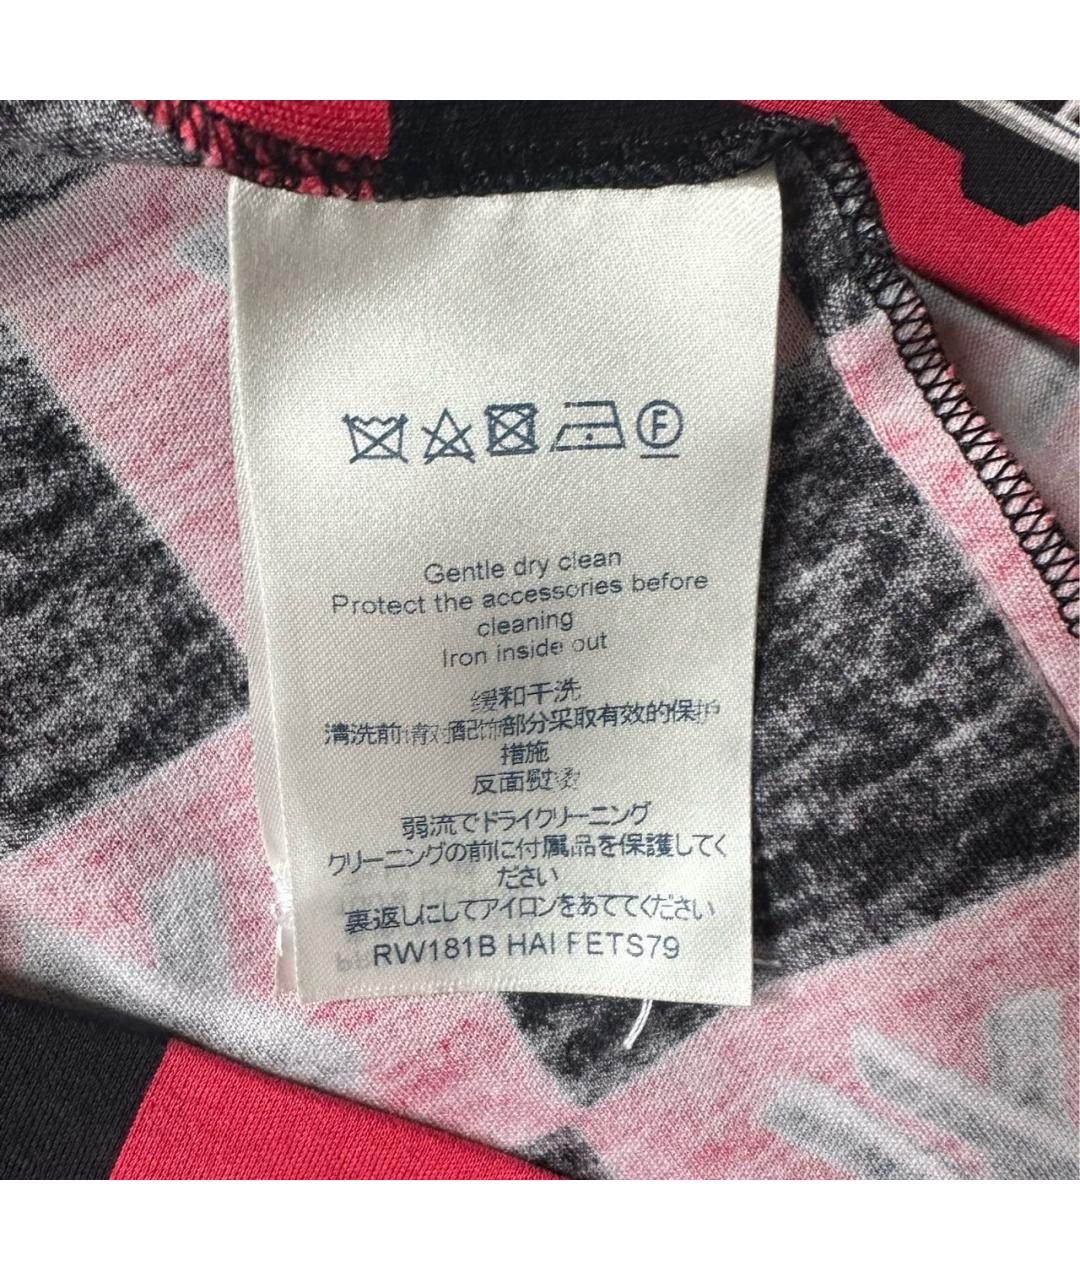 F
Gentle dry clean
Protect the accessories before
cleaning
Iron inside out
缓和干洗
清洗前请对配饰部分采取有效的保护
措施
反面熨烫
弱流でドライクリーニング
クリーニングの前に付属品を保護してく
ださい
裏返しにしてアイロンをあててください
RW181B HAI FETS79